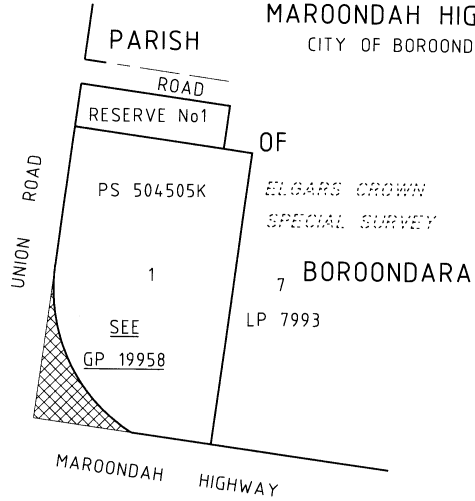 MAROONDAH HIG
CITY OF BOROOND
PARISH
ROAD
RESERVE No1
OF
UNION ROAD
PS 504505K
ELGARS CROWN
SPECIAL SURVEY
1
7
BOROONDARA
LP 7993
SEE
GP 19958
MAROONDAH HIGHWAY